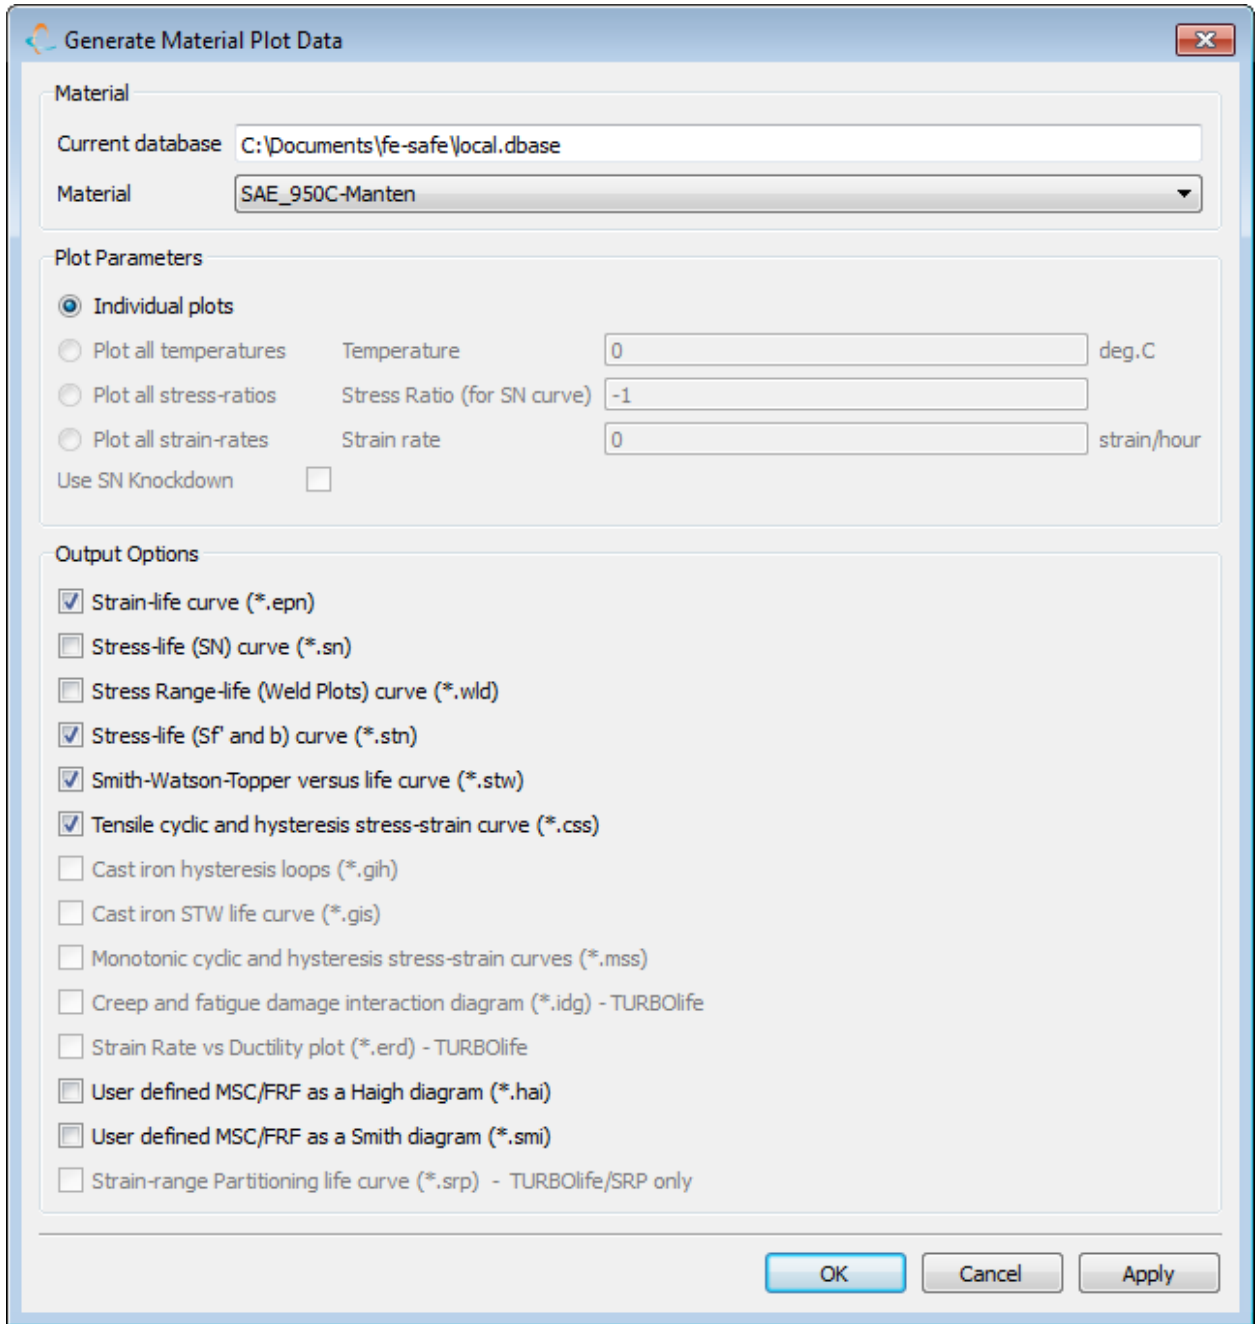 Generate Material Plot Data
Material
Current database C:\Documents\fe-safe\local.dbase
Material SAE_950C-Manten
Plot Parameters
Individual plots
Plot all temperatures Temperature 0 deg.C
Plot all stress-ratios Stress Ratio (for SN curve) -1
Plot all strain-rates Strain rate 0 strain/hour
Use SN Knockdown
Output Options
Strain-life curve (*.epn)
Stress-life (SN) curve (*.sn)
Stress Range-life (Weld Plots) curve (*.wld)
Stress-life (Sf' and b) curve (*.stn)
Smith-Watson-Topper versus life curve (*.stw)
Tensile cyclic and hysteresis stress-strain curve (*.css)
Cast iron hysteresis loops (*.gih)
Cast iron STW life curve (*.gis)
Monotonic cyclic and hysteresis stress-strain curves (*.mss)
Creep and fatigue damage interaction diagram (*.idg) - TURBOlife
Strain Rate vs Ductility plot (*.erd) - TURBOlife
User defined MSC/FRF as a Haigh diagram (*.hai)
User defined MSC/FRF as a Smith diagram (*.smi)
Strain-range Partitioning life curve (*.srp) - TURBOlife/SRP only
OK Cancel Apply